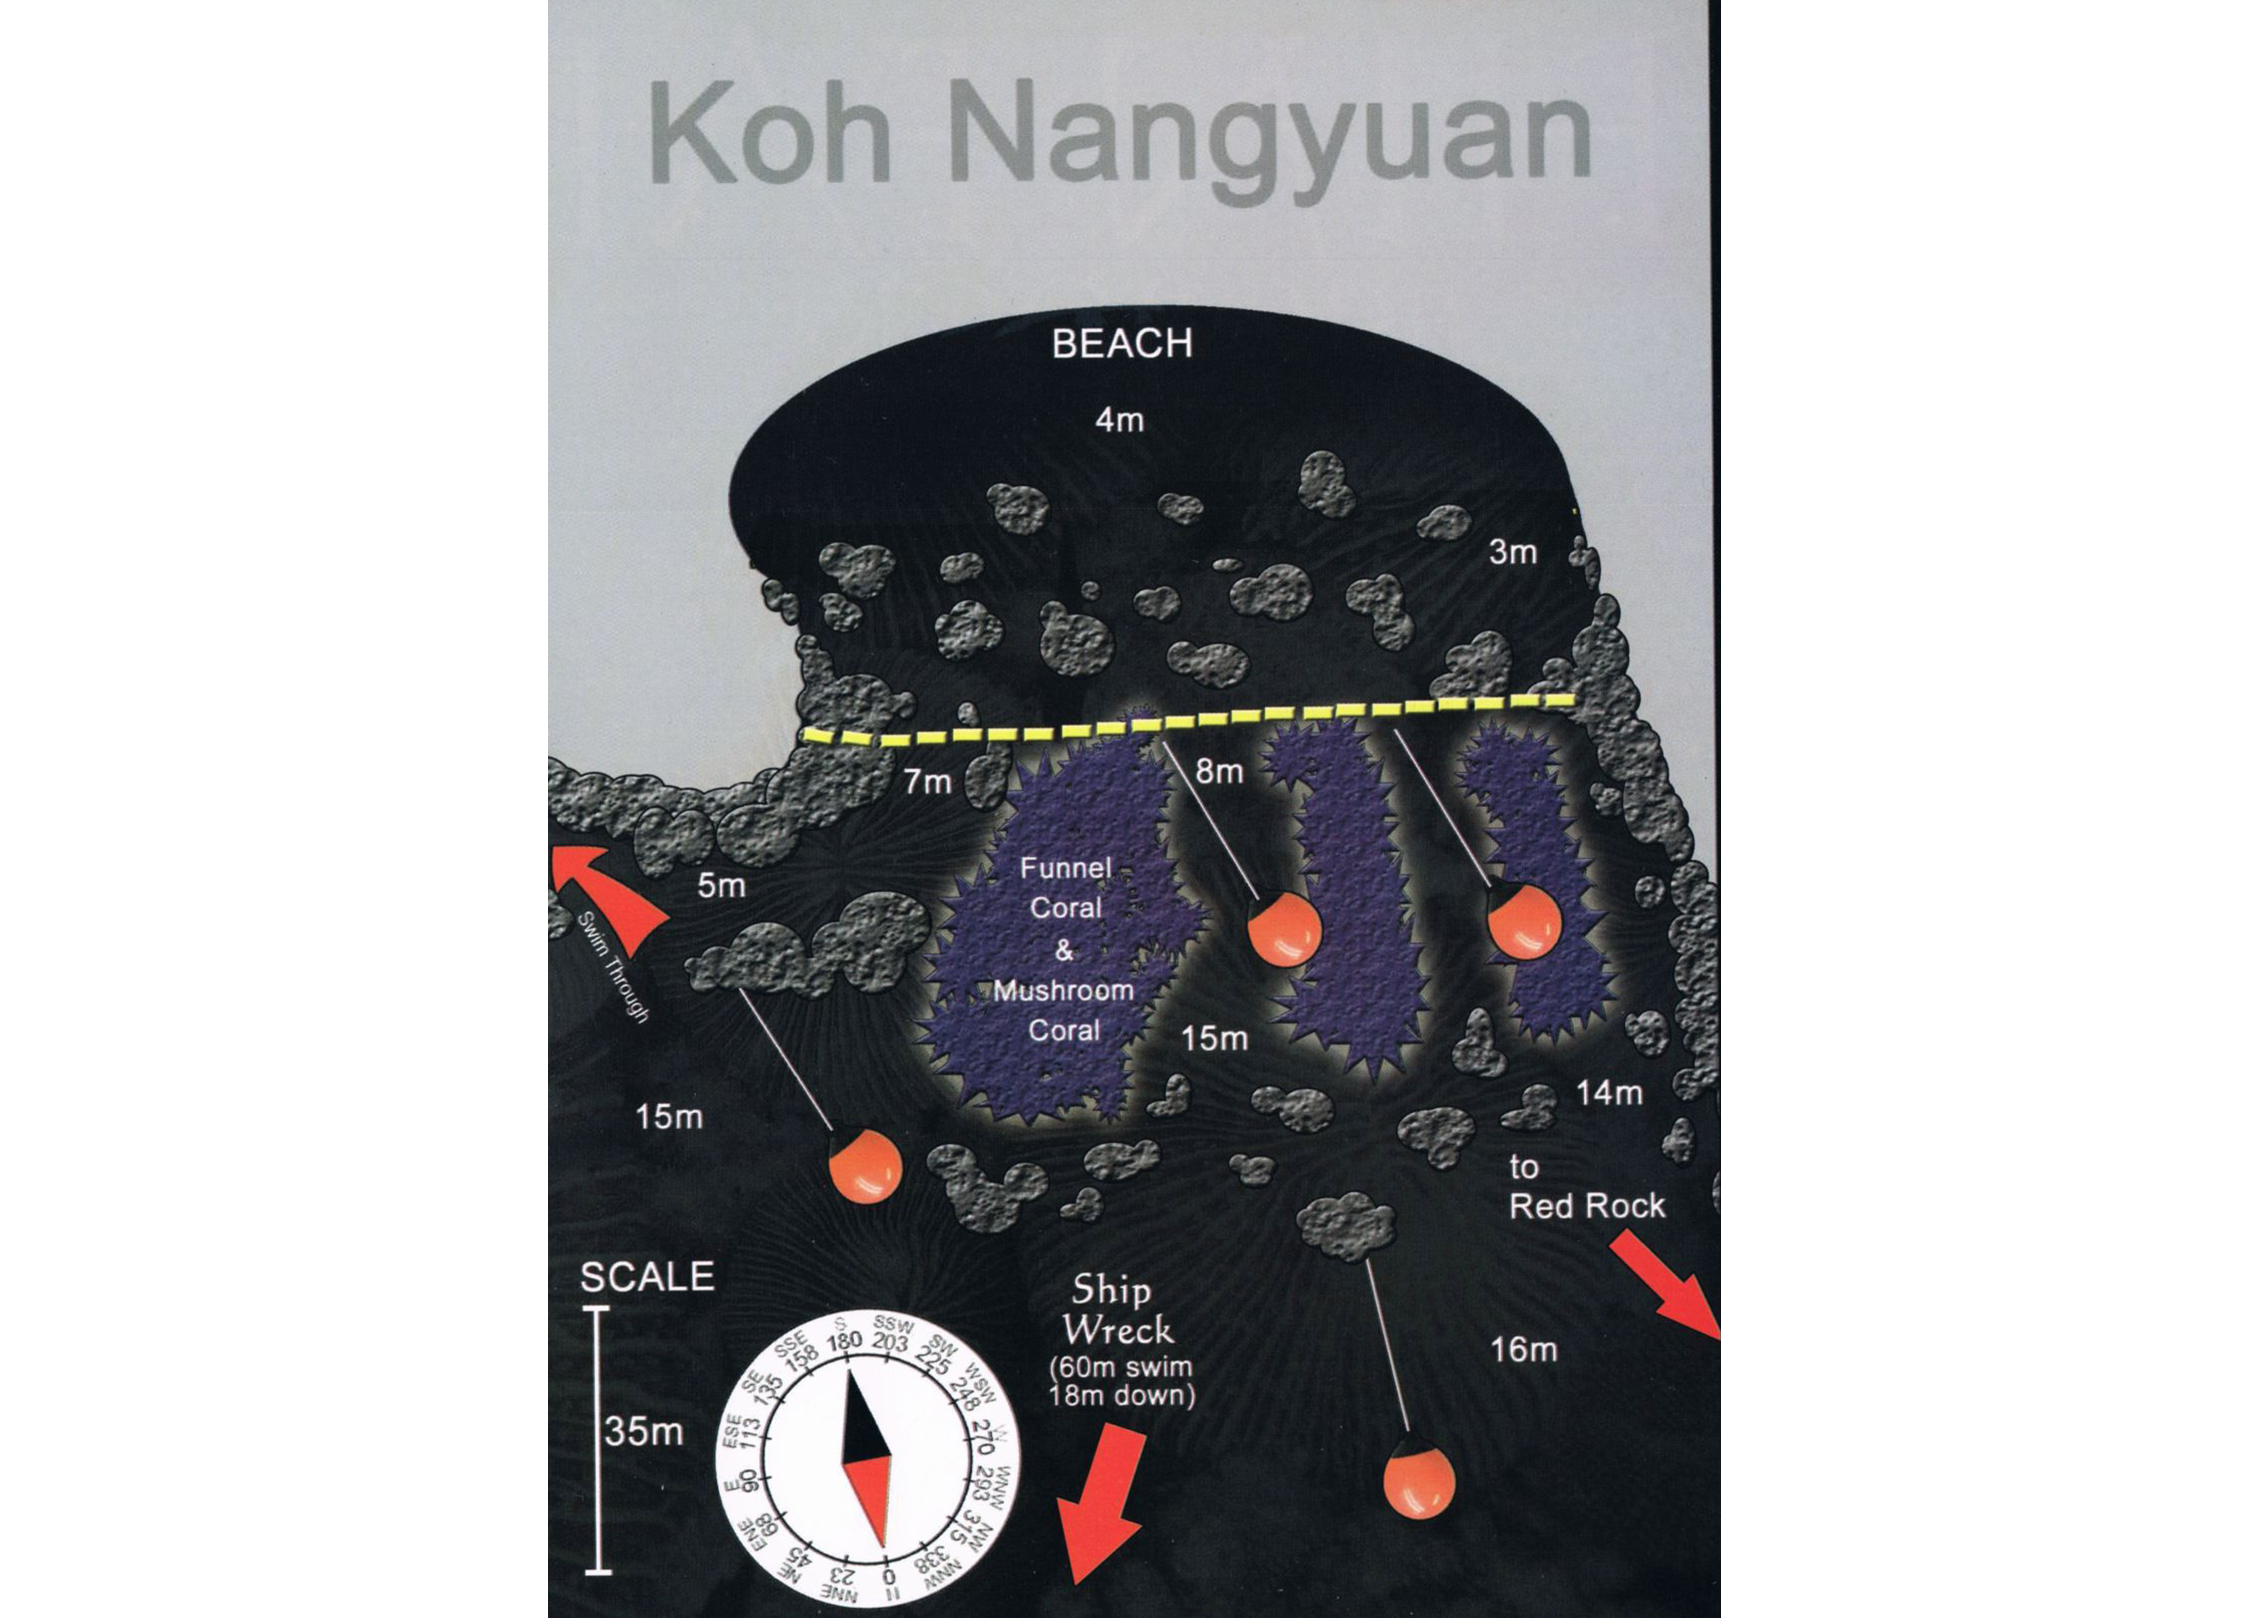 Koh Nangyuan
BEACH
4m
3m
7m
8m
Funnel
Coral
&
Mushroom
Coral
5m
Swim Through
15m
15m
14m
to
Red Rock
SCALE
35m
Ship
Wreck
(60m swim
18m down)
16m
S
180
SSW
203
SW
225
WSW
248
W
270
WNW
293
NW
315
NNW
338
0
NNE
23
NE
45
ENE
68
E
90
ESE
113
SE
135
SSE
158